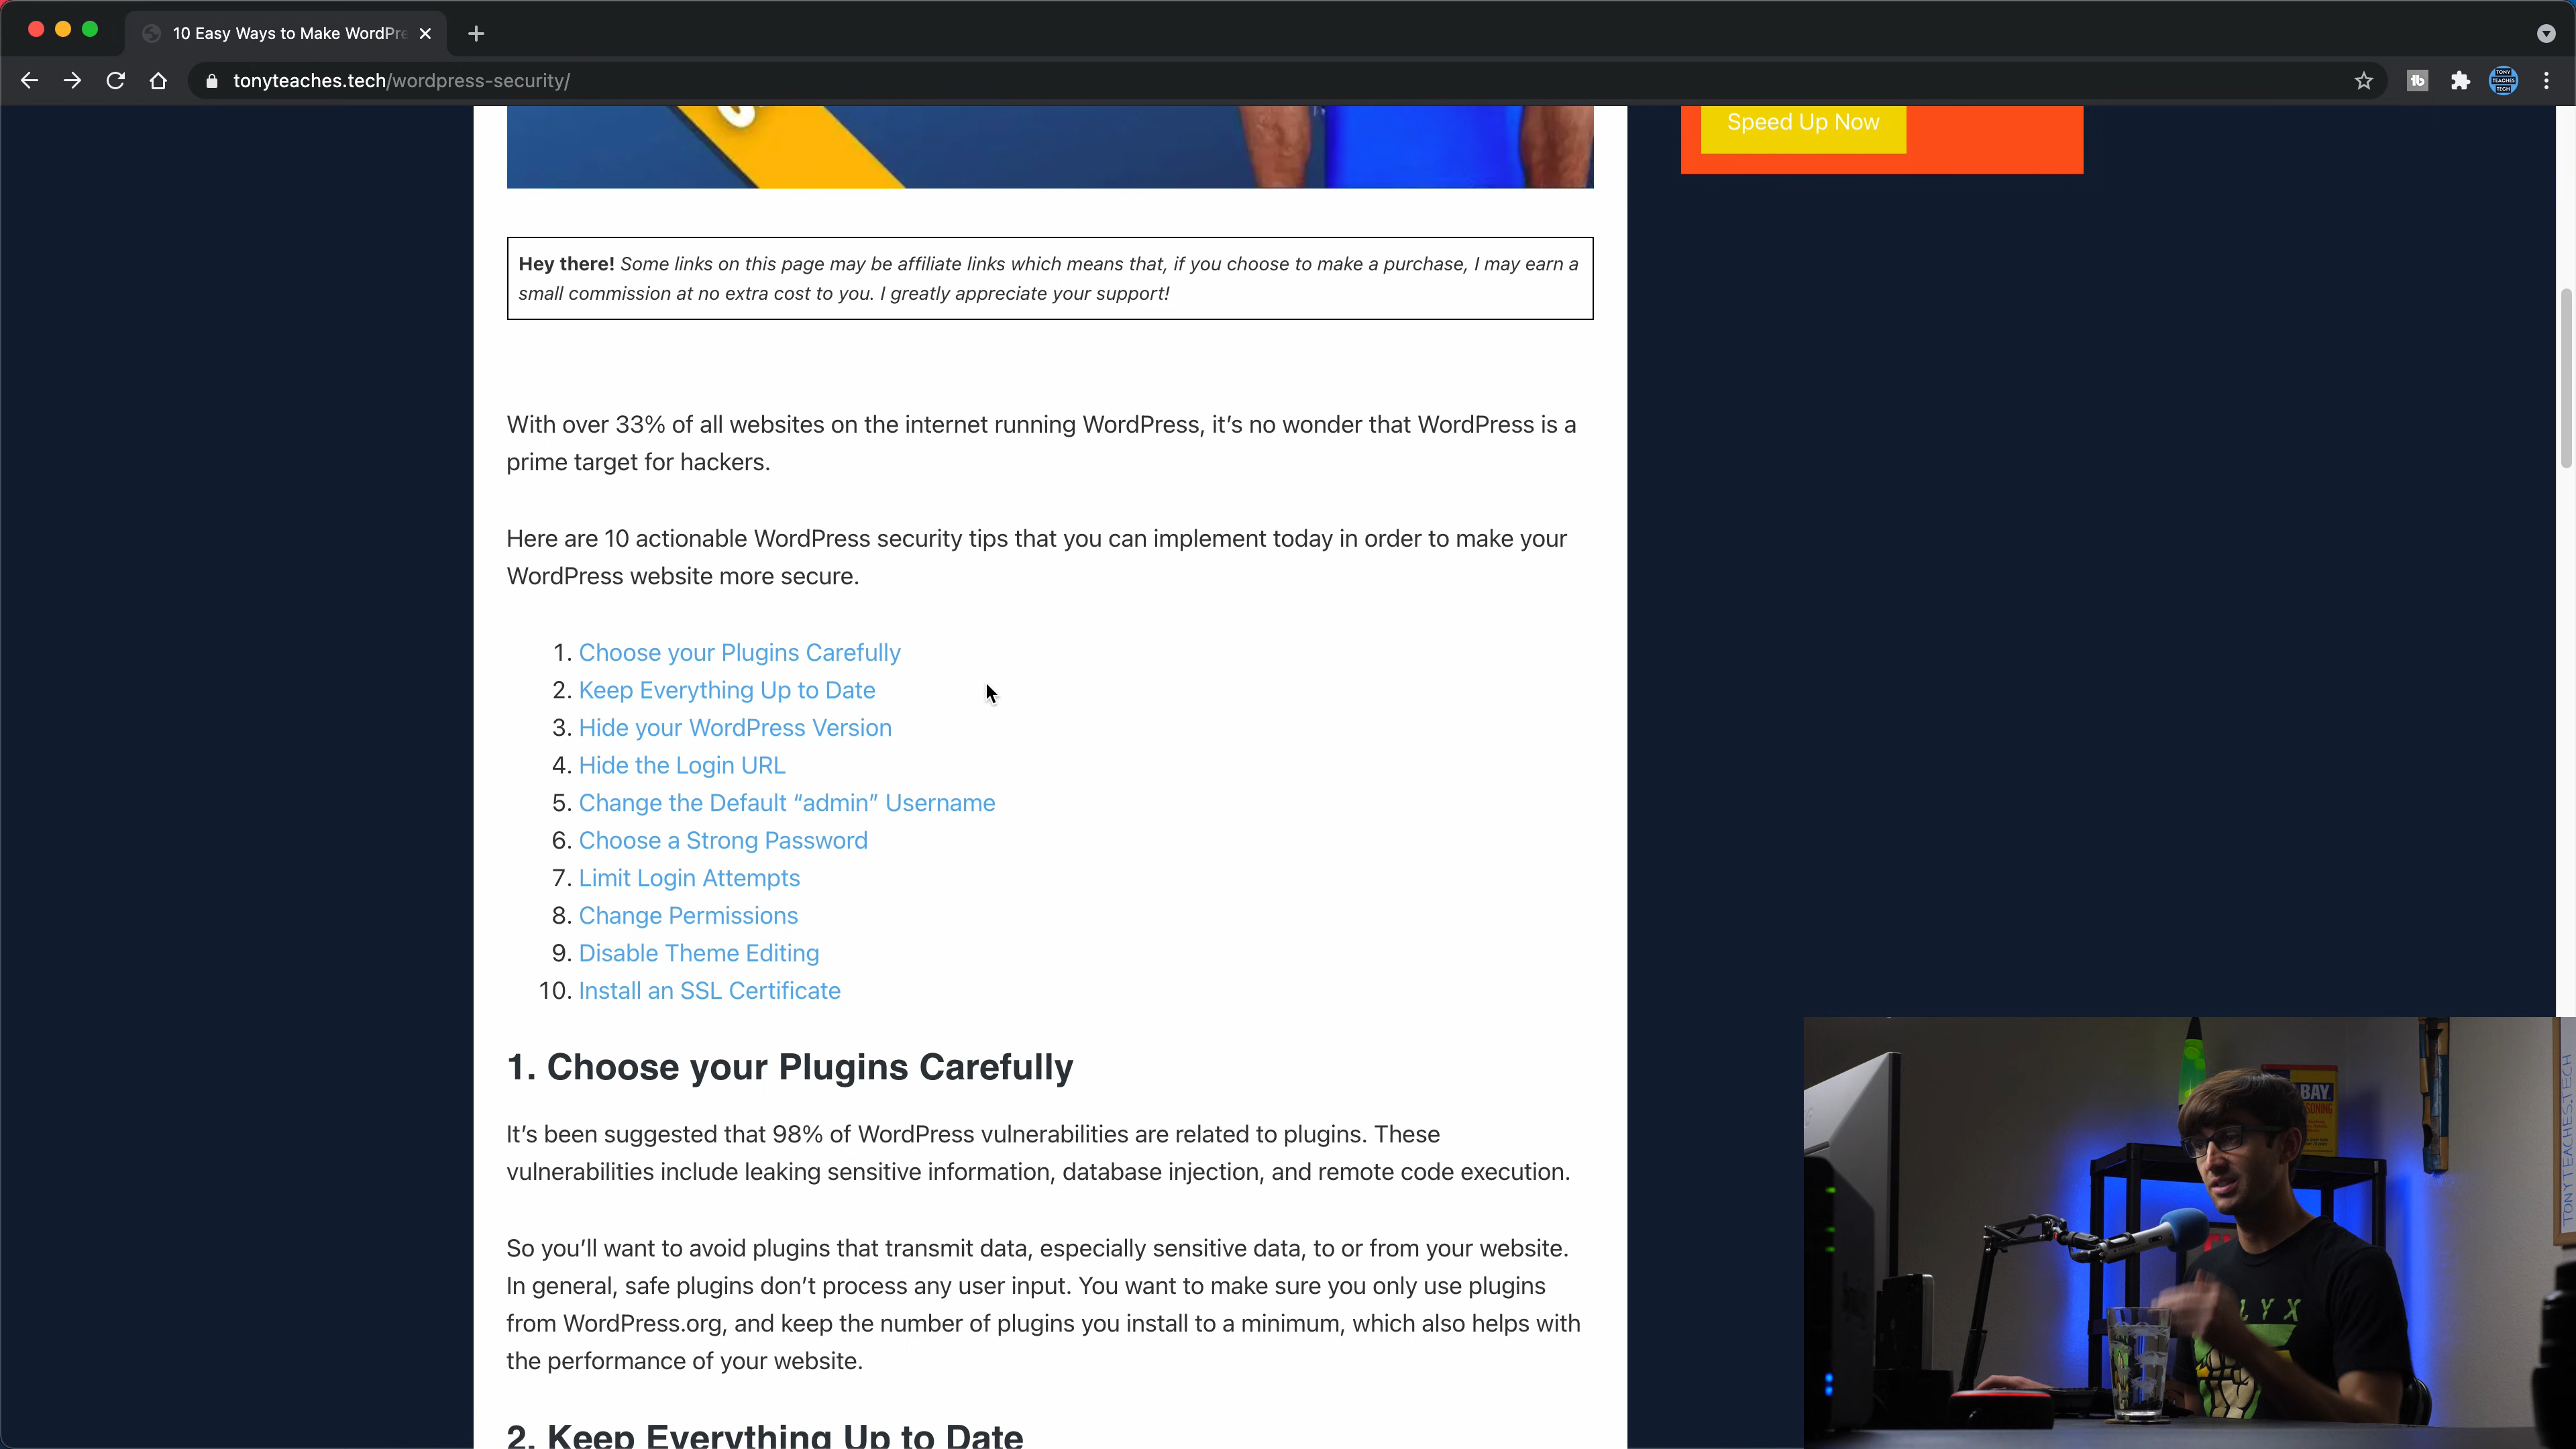 10 Easy Ways to Make WordPre
tonyteaches.tech/wordpress-security/
TONY
TEACHES
TECH
Speed Up Now
Hey there! Some links on this page may be affiliate links which means that, if you choose to make a purchase, I may earn a
small commission at no extra cost to you. I greatly appreciate your support!
With over 33% of all websites on the internet running WordPress, it’s no wonder that WordPress is a
prime target for hackers.
Here are 10 actionable WordPress security tips that you can implement today in order to make your
WordPress website more secure.
1. Choose your Plugins Carefully
2. Keep Everything Up to Date
3. Hide your WordPress Version
4. Hide the Login URL
5. Change the Default “admin” Username
6. Choose a Strong Password
7. Limit Login Attempts
8. Change Permissions
9. Disable Theme Editing
10. Install an SSL Certificate
1. Choose your Plugins Carefully
It’s been suggested that 98% of WordPress vulnerabilities are related to plugins. These
vulnerabilities include leaking sensitive information, database injection, and remote code execution.
So you’ll want to avoid plugins that transmit data, especially sensitive data, to or from your website.
In general, safe plugins don’t process any user input. You want to make sure you only use plugins
from WordPress.org, and keep the number of plugins you install to a minimum, which also helps with
the performance of your website.
2. Keep Everything Up to Date
BAY
TONYTEACHES.TECH
LYX